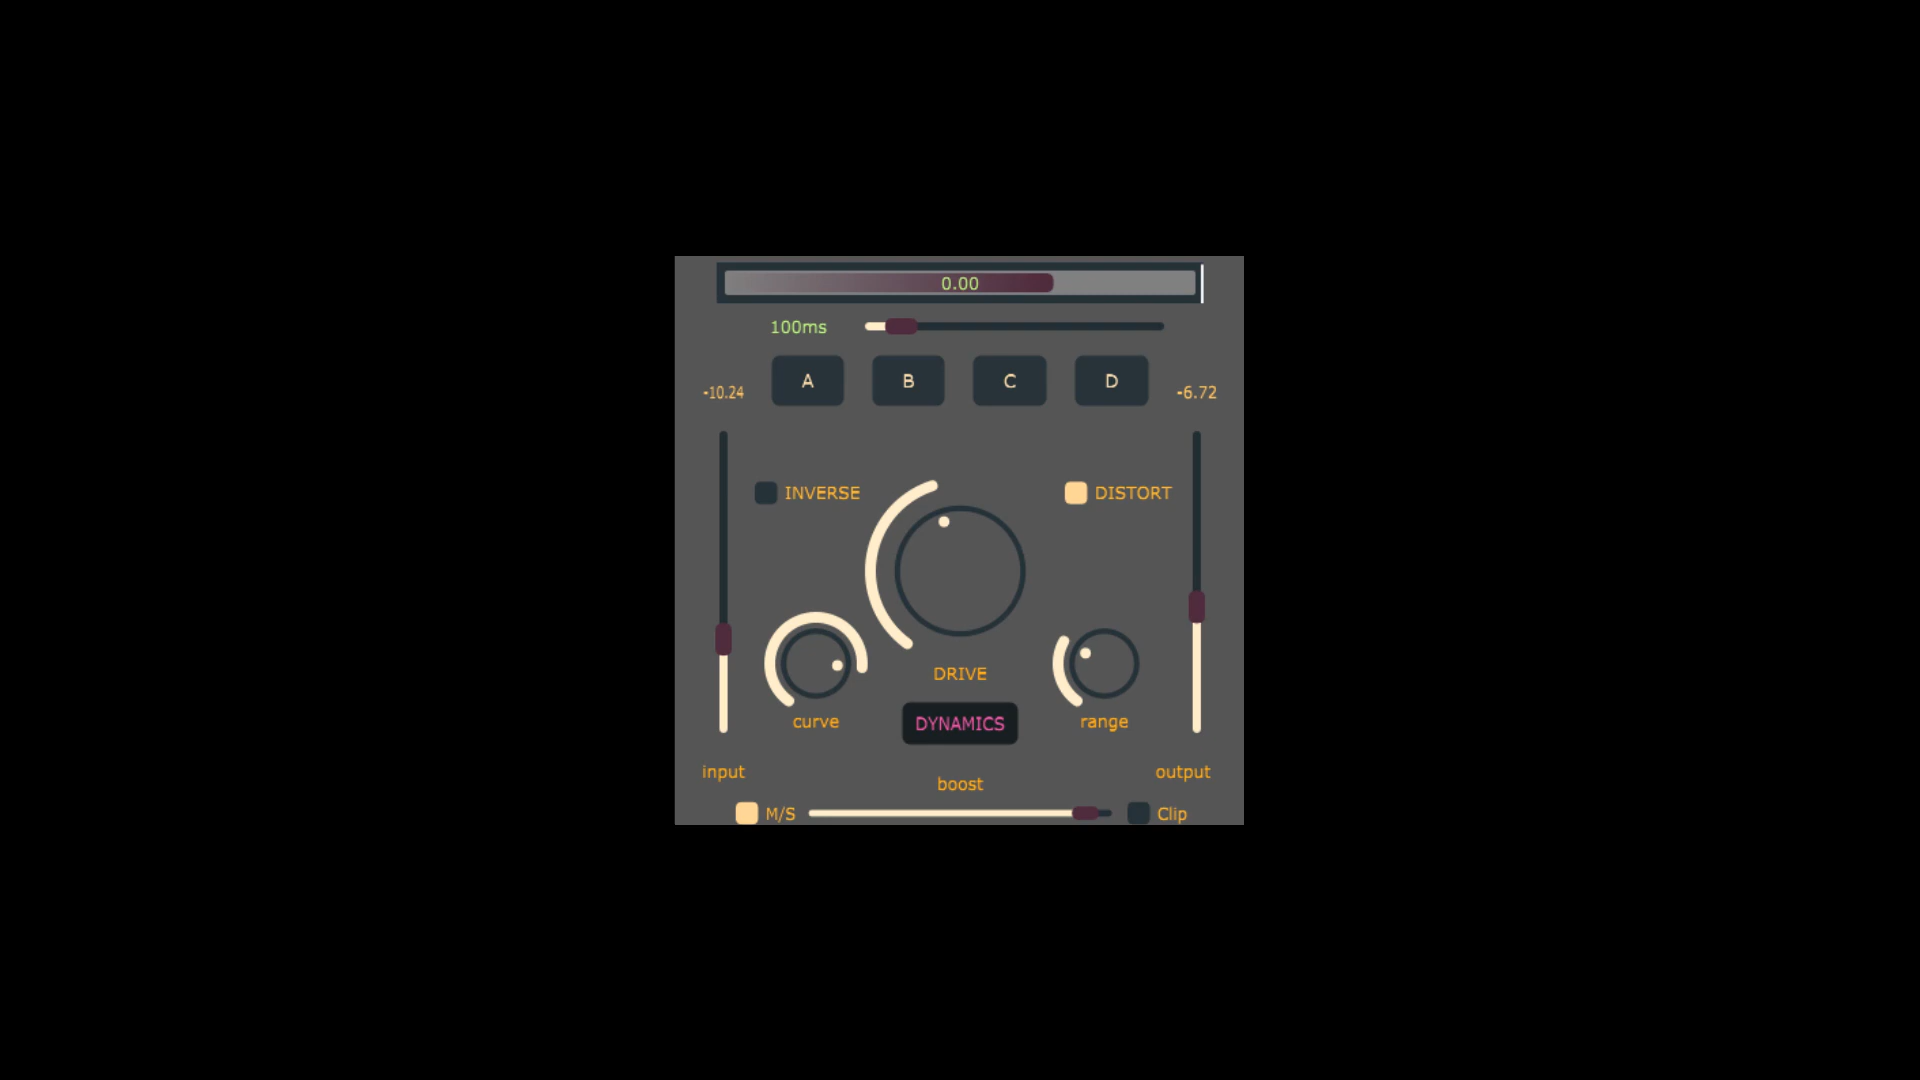 0.00
100ms
A B C D
-10.24 -6.72
INVERSE DISTORT
DRIVE
curve DYNAMICS range
input output
boost
M/S Clip